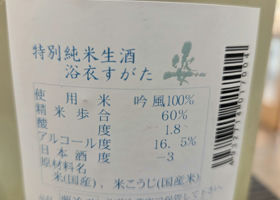 特別純米生酒
浴衣すがた
使用米 吟風100%
精米歩合 60%
酸度 1.8
アルコール度 16.5%
日本酒度 -3
原材料名
米(国産)，米こうじ(国産米)